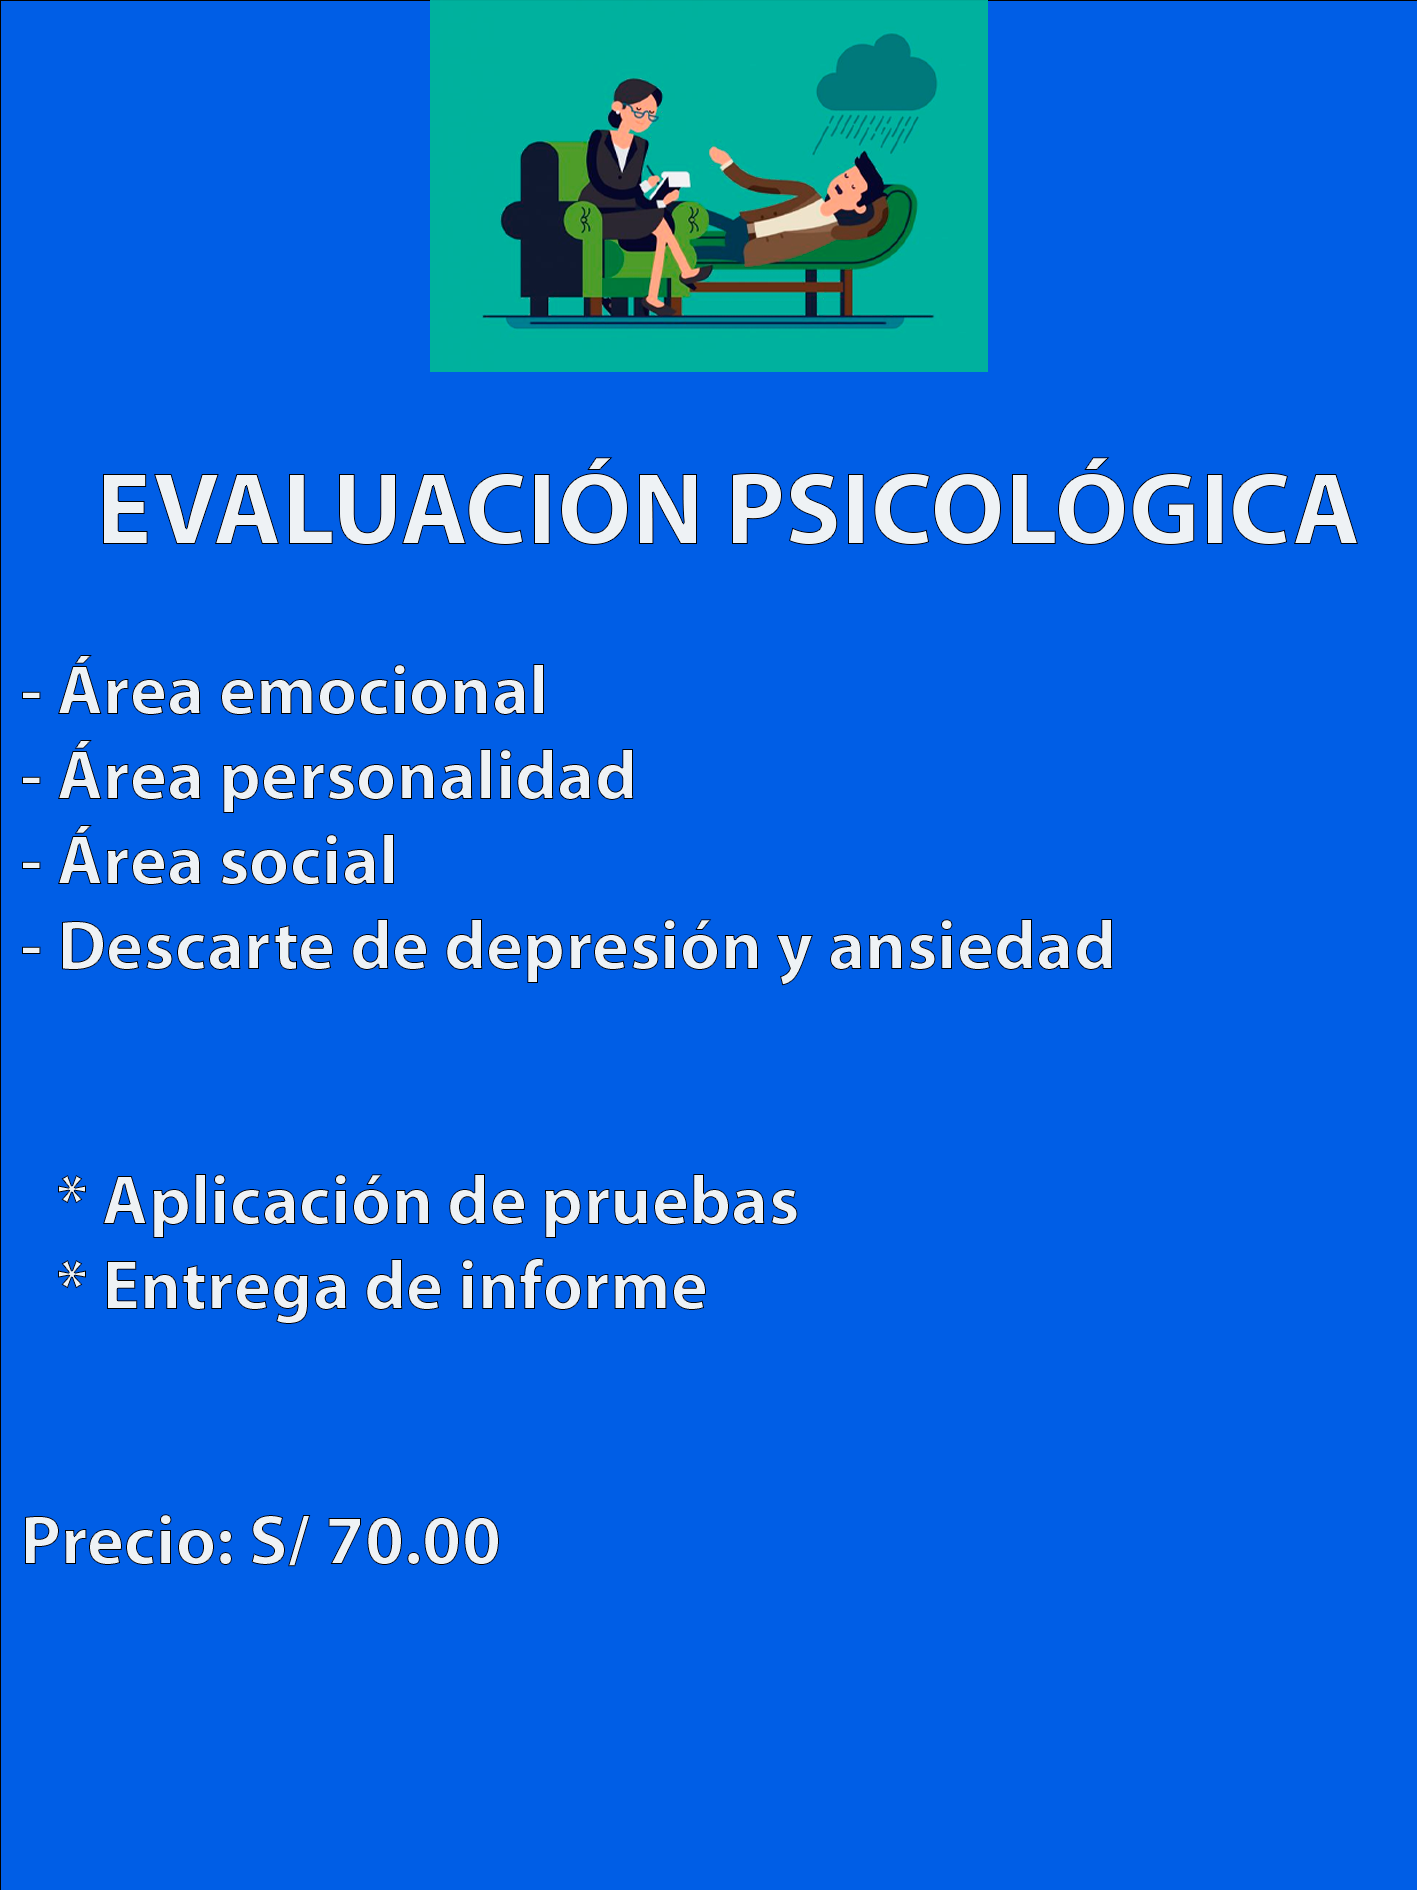 EVALUACIÓN PSICOLÓGICA
- Área emocional
- Área personalidad
- Área social
- Descarte de depresión y ansiedad
* Aplicación de pruebas
* Entrega de informe
Precio: S/ 70.00